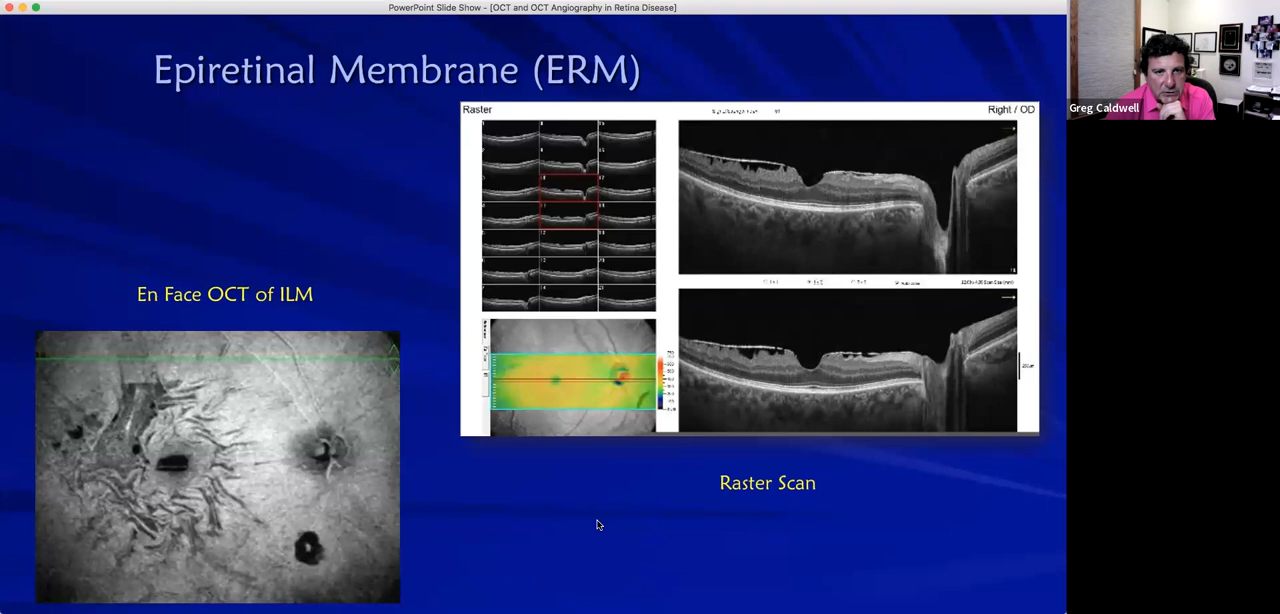 PowerPoint Slide Show - [OCT and OCT Angiography in Retina Disease]
Greg Caldwell
Epiretinal Membrane (ERM)
Raster
Right / OD
En Face OCT of ILM
Raster Scan